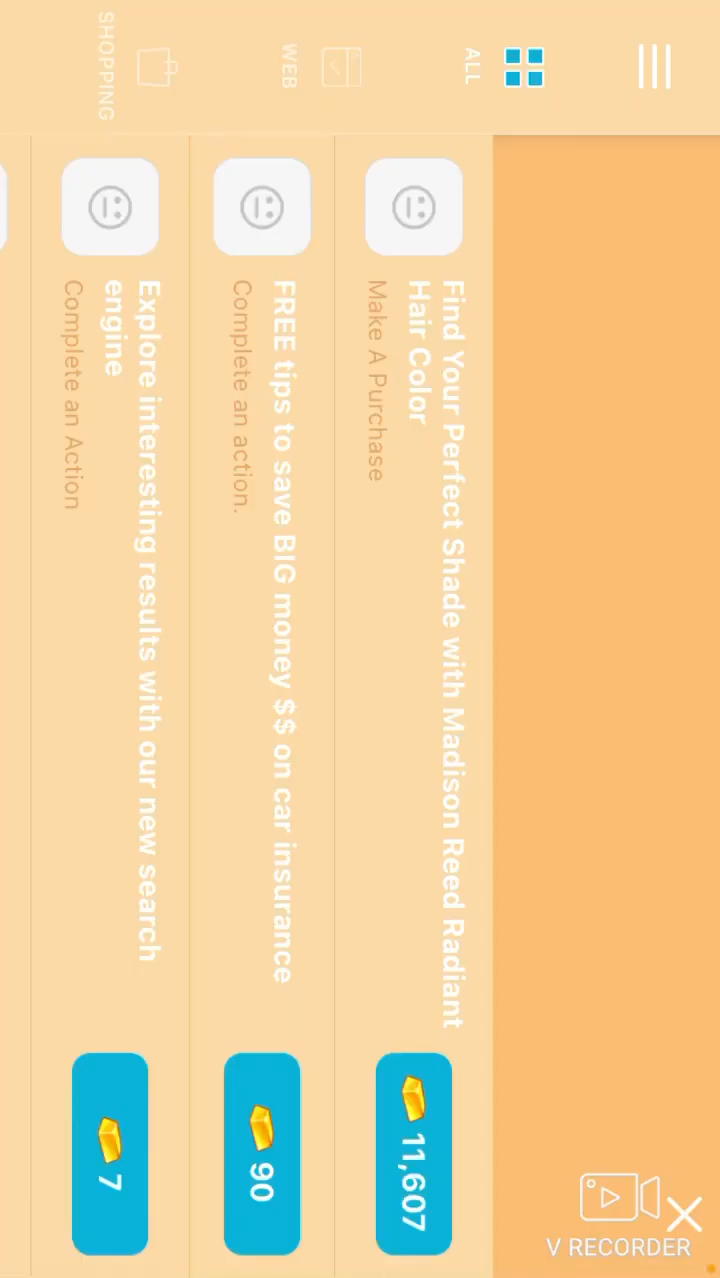 ALL
WEB
SHOPPING
Find Your Perfect Shade with Madison Reed Radiant
Hair Color
Make A Purchase
11,607
FREE tips to save BIG money $$ on car insurance
Complete an action.
90
Explore interesting results with our new search
engine
Complete an Action
7
V RECORDER